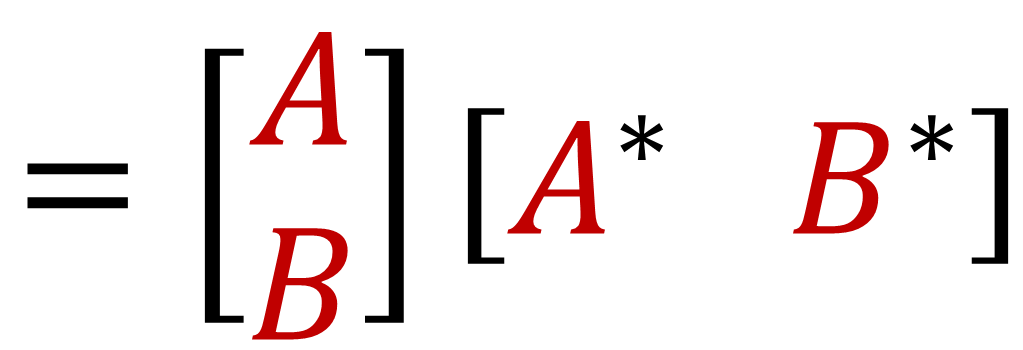 = [A B] [A* B*]